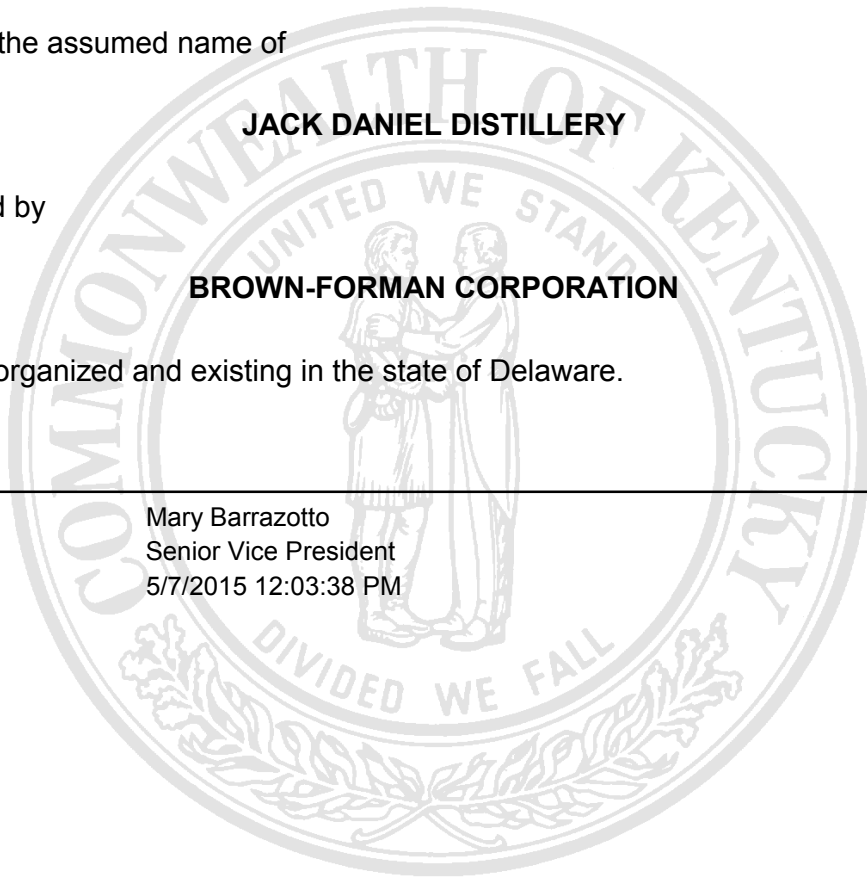 the assumed name of
JACK DANIEL DISTILLERY
d by
BROWN-FORMAN CORPORATION
organized and existing in the state of Delaware.
Mary Barrazotto
Senior Vice President
5/7/2015 12:03:38 PM
COMMONWEALTH OF KENTUCKY
UNITED WE STAND
DIVIDED WE FALL